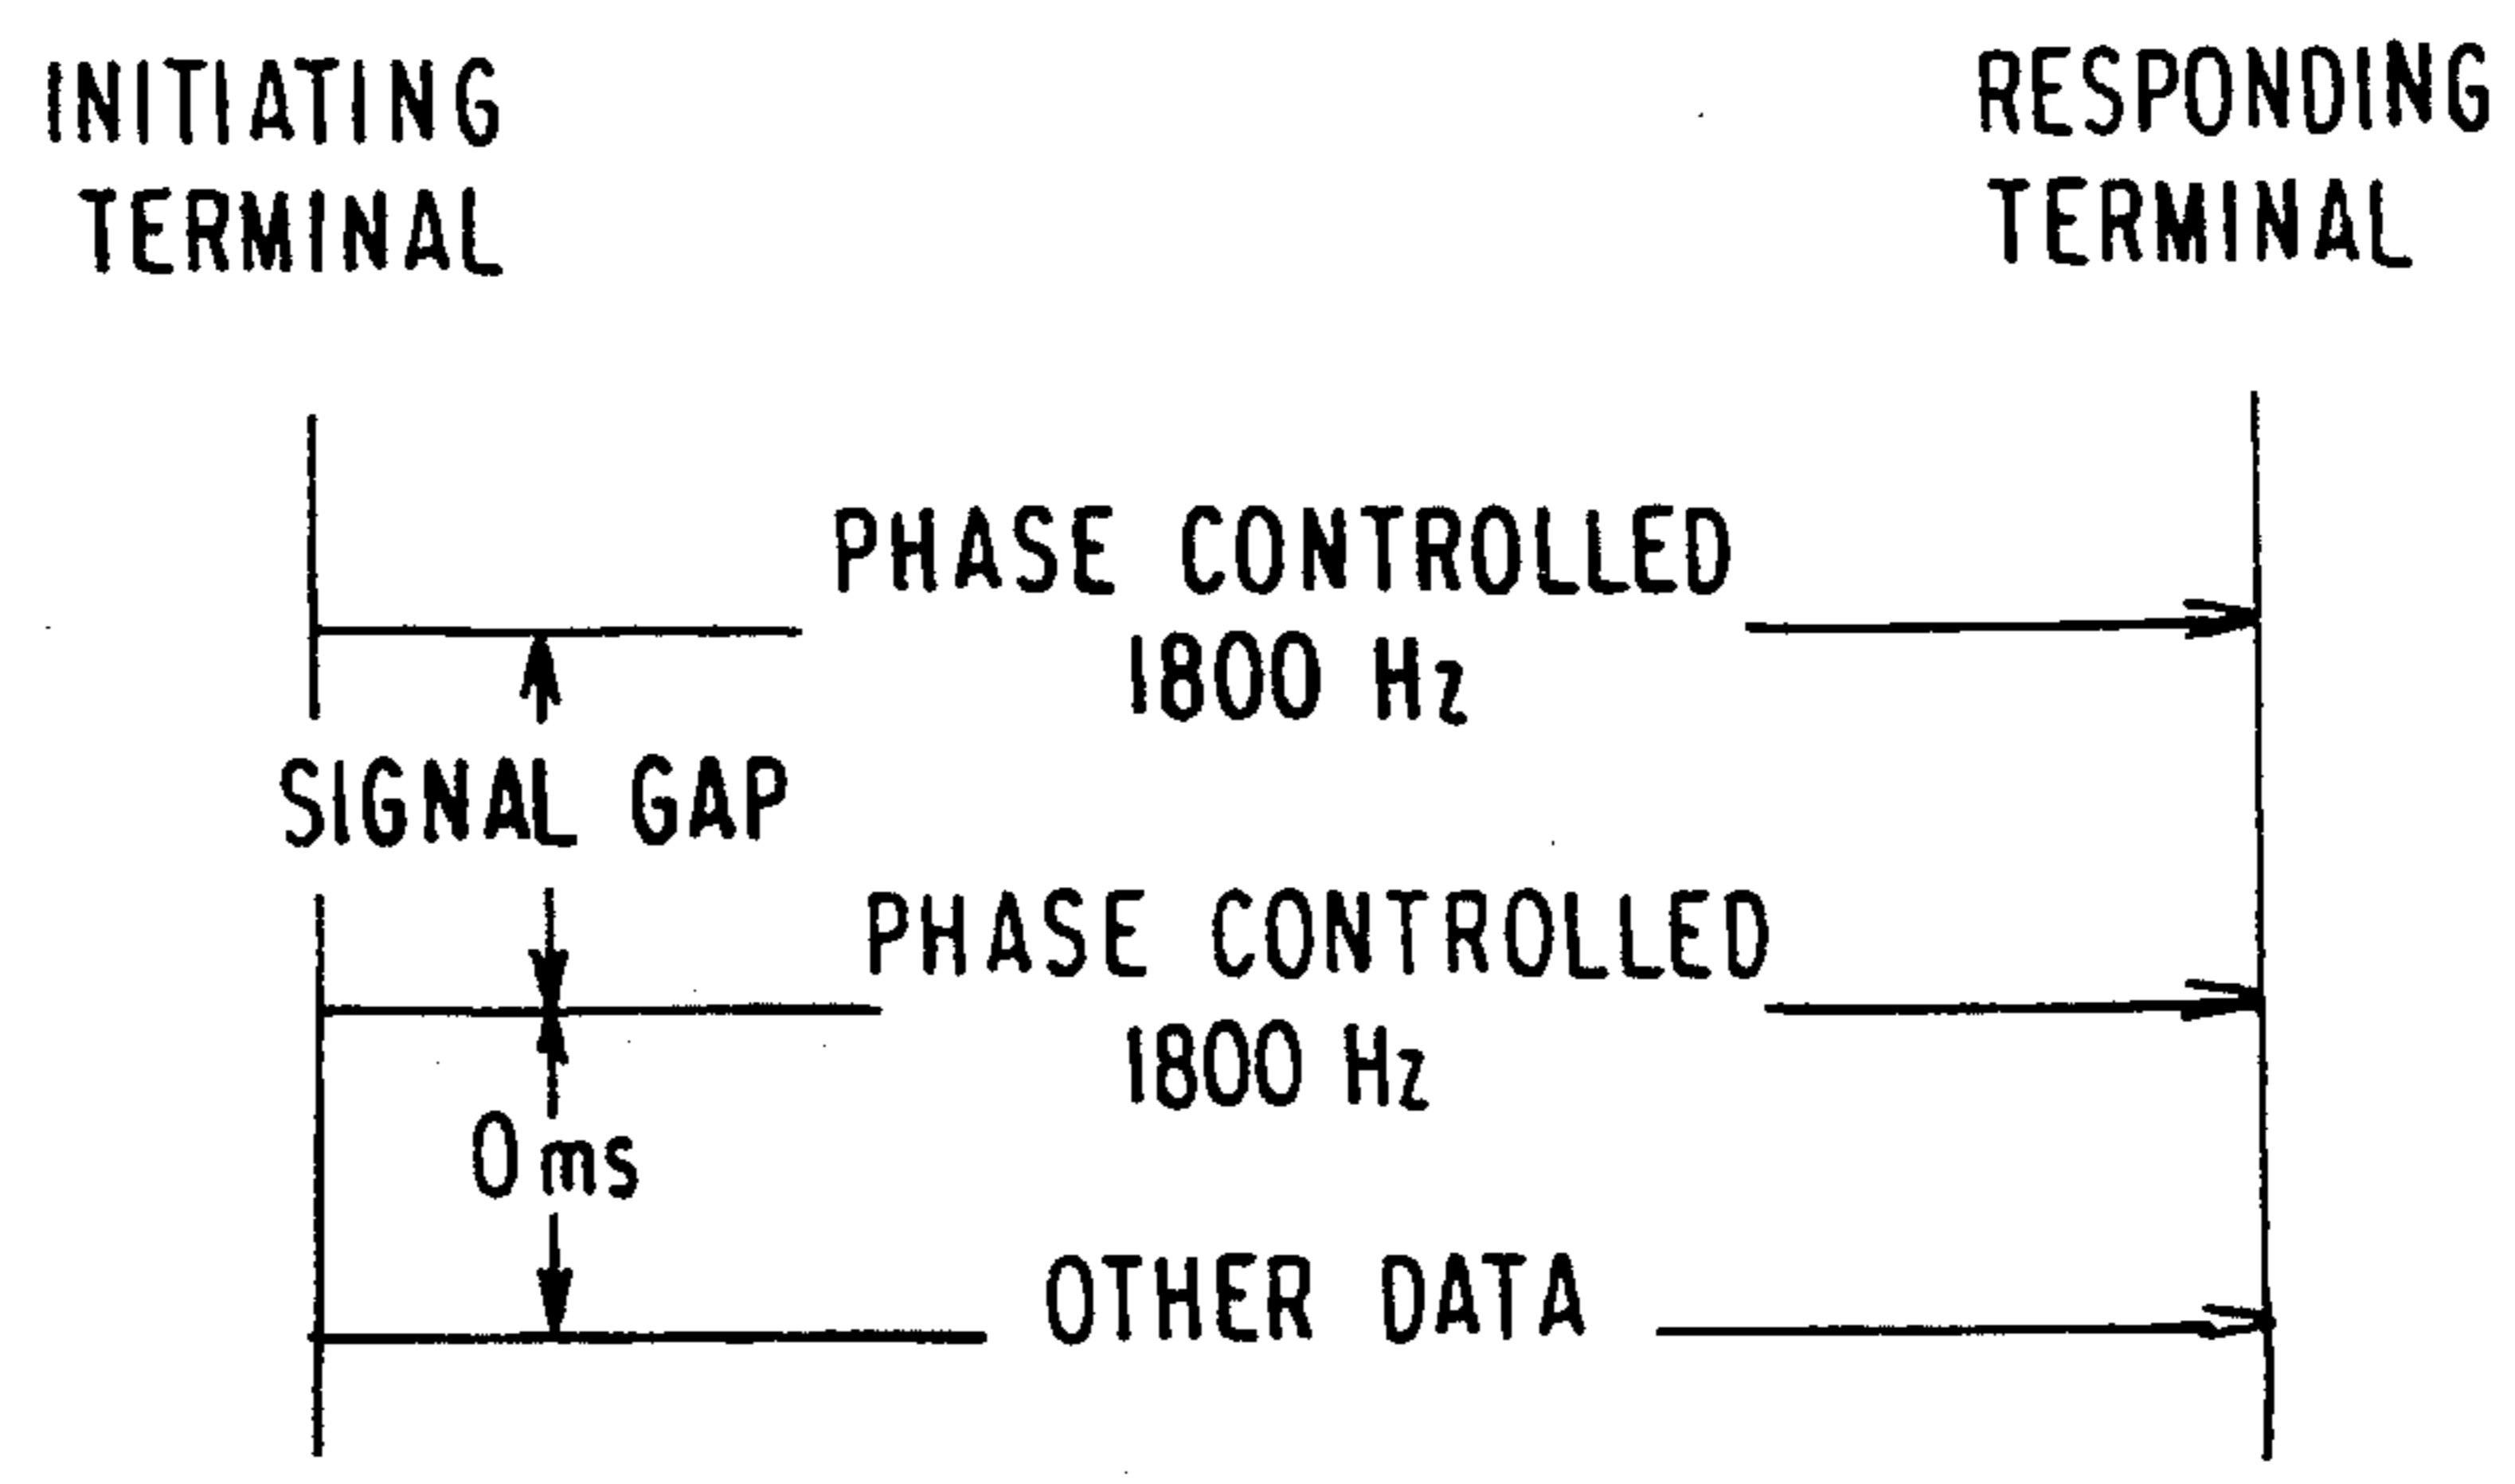 INITIATING
TERMINAL
RESPONDING
TERMINAL
PHASE CONTROLLED
1800 Hz
SIGNAL GAP
PHASE CONTROLLED
1800 Hz
0 ms
OTHER DATA